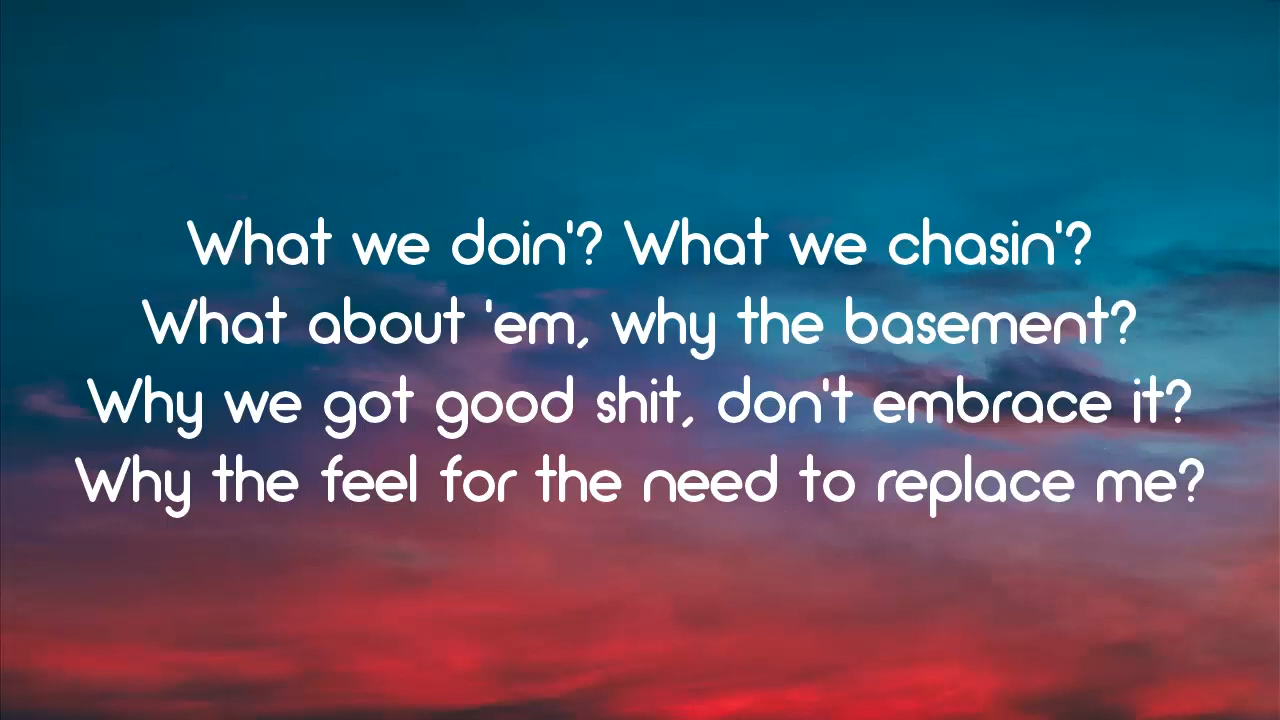 What we doin'? What we chasin'?
What about 'em, why the basement?
Why we got good shit, don't embrace it?
Why the feel for the need to replace me?